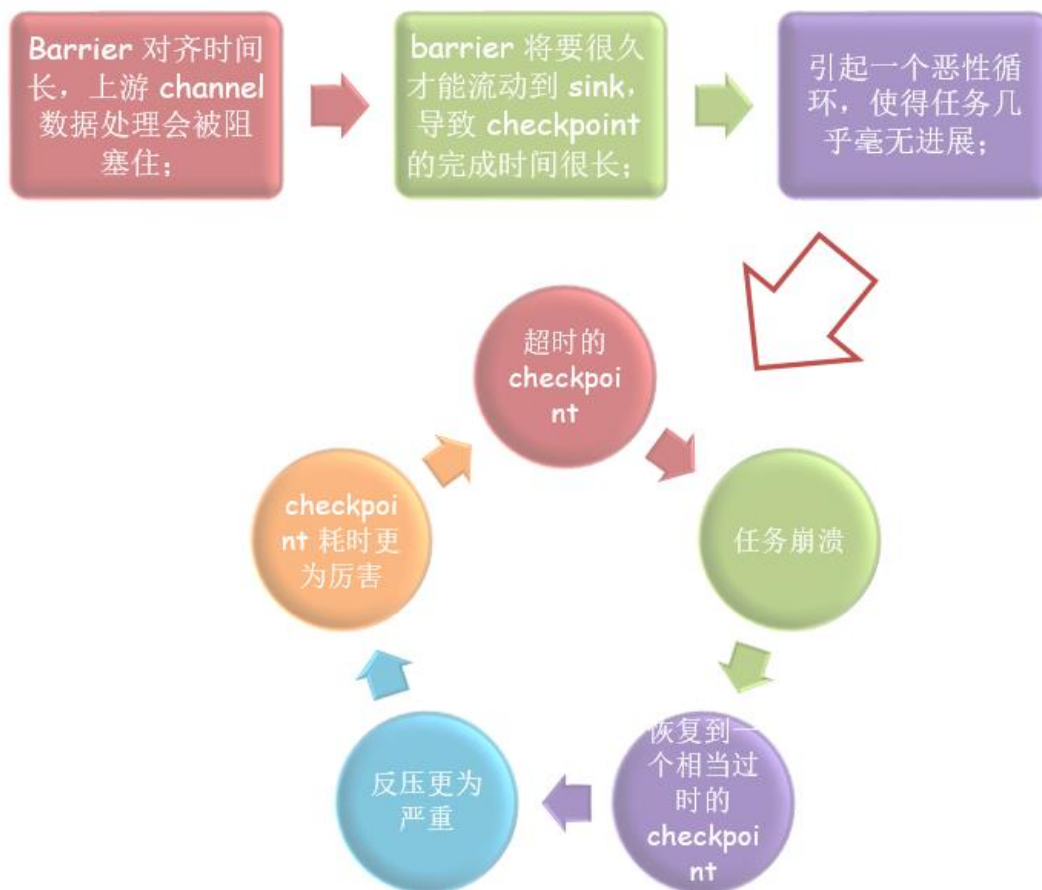 Barrier 对齐时间
长，上游 channel
数据处理会被阻
塞住；
barrier 将要很久
才能流动到 sink，
导致 checkpoint
的完成时间很长；
引起一个恶性循
环，使得任务几
乎毫无进展；
超时的
checkpoi
nt
任务崩溃
恢复到一
个相当过
时的
checkpoi
nt
反压更为
严重
checkpoi
nt 耗时更
为厉害